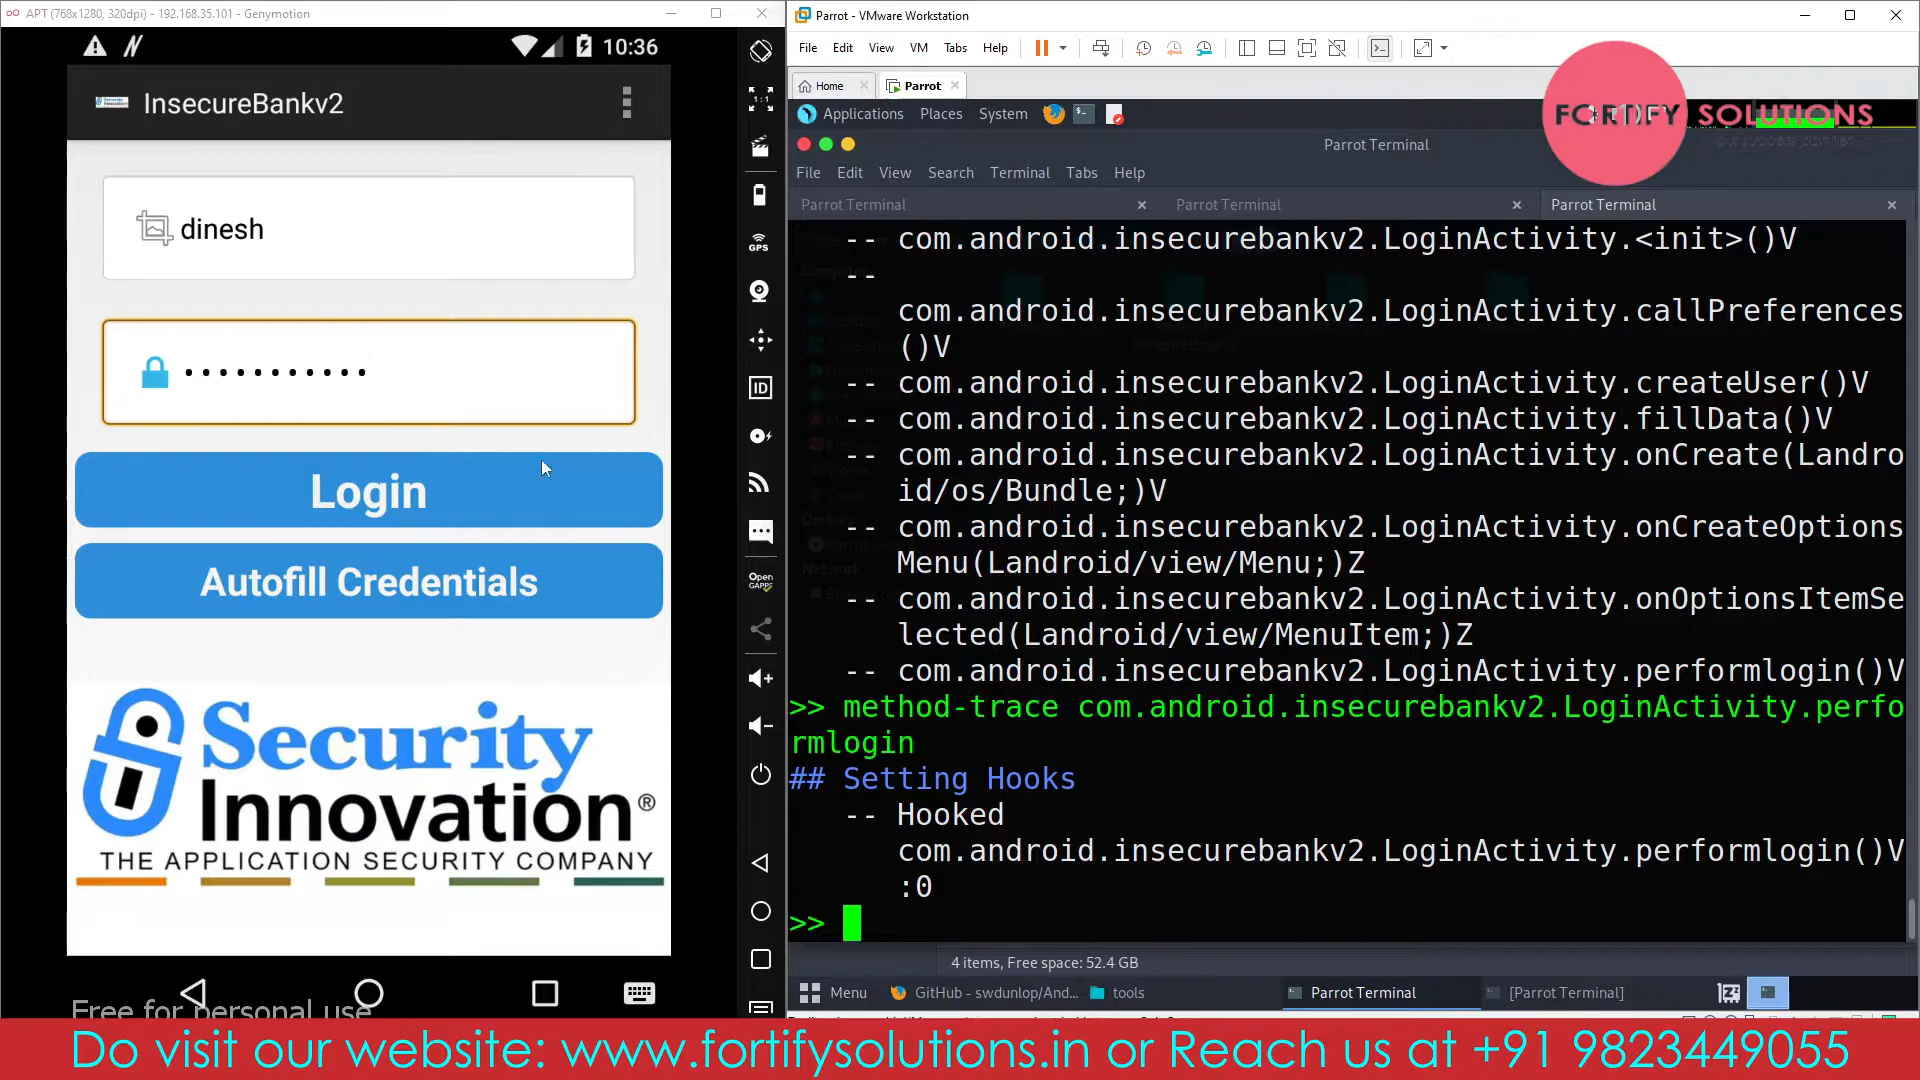 APT (768x1280, 320dpi) - 192.168.35.101 - Genymotion
10:36
InsecureBankv2
dinesh
Login
Autofill Credentials
Security
Innovation®
THE APPLICATION SECURITY COMPANY
Free for personal use
1:1
GPS
ID
Open
GAPPS
Parrot - VMware Workstation
File Edit View VM Tabs Help
Home
Parrot
Applications Places System
FORTIFY SOLUTIONS
Parrot Terminal
File Edit View Search Terminal Tabs Help
Parrot Terminal
Parrot Terminal
Parrot Terminal
-- com.android.insecurebankv2.LoginActivity.<init>()V
--
com.android.insecurebankv2.LoginActivity.callPreferences
()V
-- com.android.insecurebankv2.LoginActivity.createUser()V
-- com.android.insecurebankv2.LoginActivity.fillData()V
-- com.android.insecurebankv2.LoginActivity.onCreate(Landro
id/os/Bundle;)V
-- com.android.insecurebankv2.LoginActivity.onCreateOptions
Menu(Landroid/view/Menu;)Z
-- com.android.insecurebankv2.LoginActivity.onOptionsItemSe
lected(Landroid/view/MenuItem;)Z
-- com.android.insecurebankv2.LoginActivity.performlogin()V
>> method-trace com.android.insecurebankv2.LoginActivity.perfo
rmlogin
## Setting Hooks
-- Hooked
com.android.insecurebankv2.LoginActivity.performlogin()V
:0
>>
4 items, Free space: 52.4 GB
Menu
GitHub - swdunlop/And...
tools
Parrot Terminal
[Parrot Terminal]
Do visit our website: www.fortifysolutions.in or Reach us at +91 9823449055